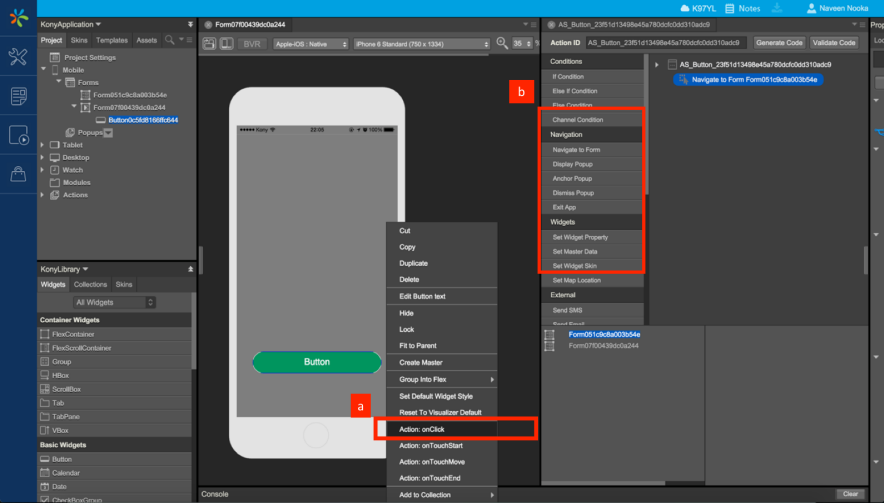 K97YL Notes Naveen Nooka
KonyApplication
Project Skins Templates Assets
Project Settings
Mobile
Forms
Form051c9c8a003b54e
Form07f00439dc0a244
Button0c5fd8166ffc644
Popups
Tablet
Desktop
Watch
Modules
Actions
KonyLibrary
Widgets Collections Skins
All Widgets
Container Widgets
FlexContainer
FlexScrollContainer
Group
HBox
ScrollBox
Tab
TabPane
VBox
Basic Widgets
Button
Calendar
Date
CheckBoxGroup
Form07f00439dc0a244
BVR Apple-iOS : Native iPhone 6 Standard (750 x 1334) 35 %
Kony 22:05 100%
Button
a
Cut
Copy
Duplicate
Delete
Edit Button text
Hide
Lock
Fit to Parent
Create Master
Group Into Flex
Set Default Widget Style
Reset To Visualizer Default
Action: onClick
Action: onTouchStart
Action: onTouchMove
Action: onTouchEnd
Add to Collection
Console
Clear
b
AS_Button_23f51d13498e45a780dcfc0dd310adc9
Action ID AS_Button_23f51d13498e45a780dcfc0dd310adc9 Generate Code Validate Code
Conditions
If Condition
Else If Condition
Else Condition
Channel Condition
Navigation
Navigate to Form
Display Popup
Anchor Popup
Dismiss Popup
Exit App
Widgets
Set Widget Property
Set Master Data
Set Widget Skin
Set Map Location
External
Send SMS
Send Email
AS_Button_23f51d13498e45a780dcfc0dd310adc9
Navigate to Form Form051c9c8a003b54e
Form051c9c8a003b54e
Form07f00439dc0a244
Prop
Loc